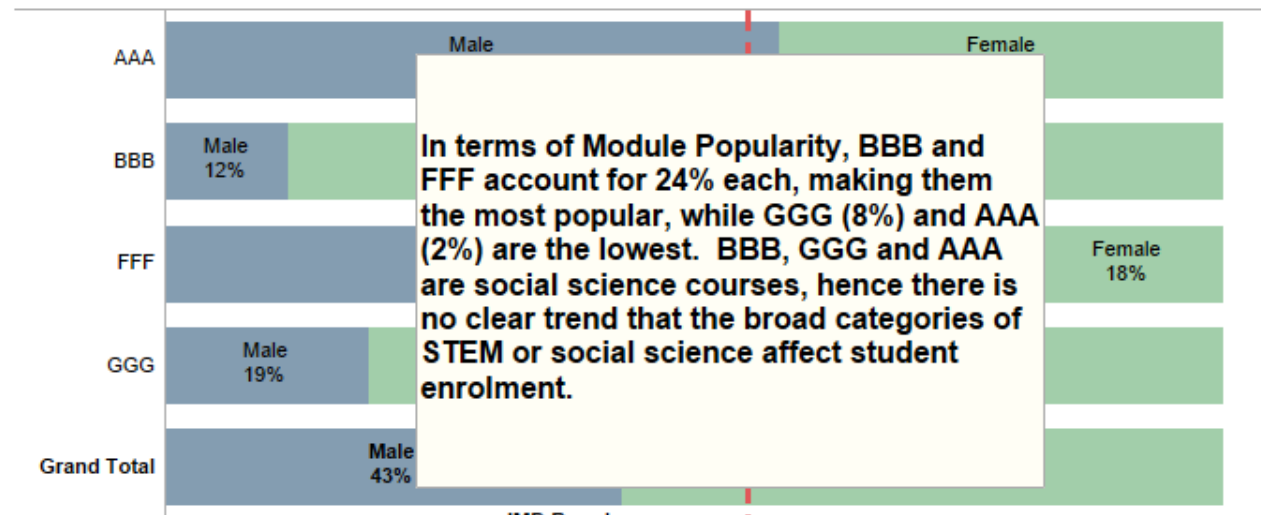 AAA
Male
Female
BBB
Male
12%
In terms of Module Popularity, BBB and
FFF account for 24% each, making them
the most popular, while GGG (8%) and AAA
(2%) are the lowest.  BBB, GGG and AAA
are social science courses, hence there is
no clear trend that the broad categories of
STEM or social science affect student
enrolment.
FFF
Female
18%
GGG
Male
19%
Grand Total
Male
43%